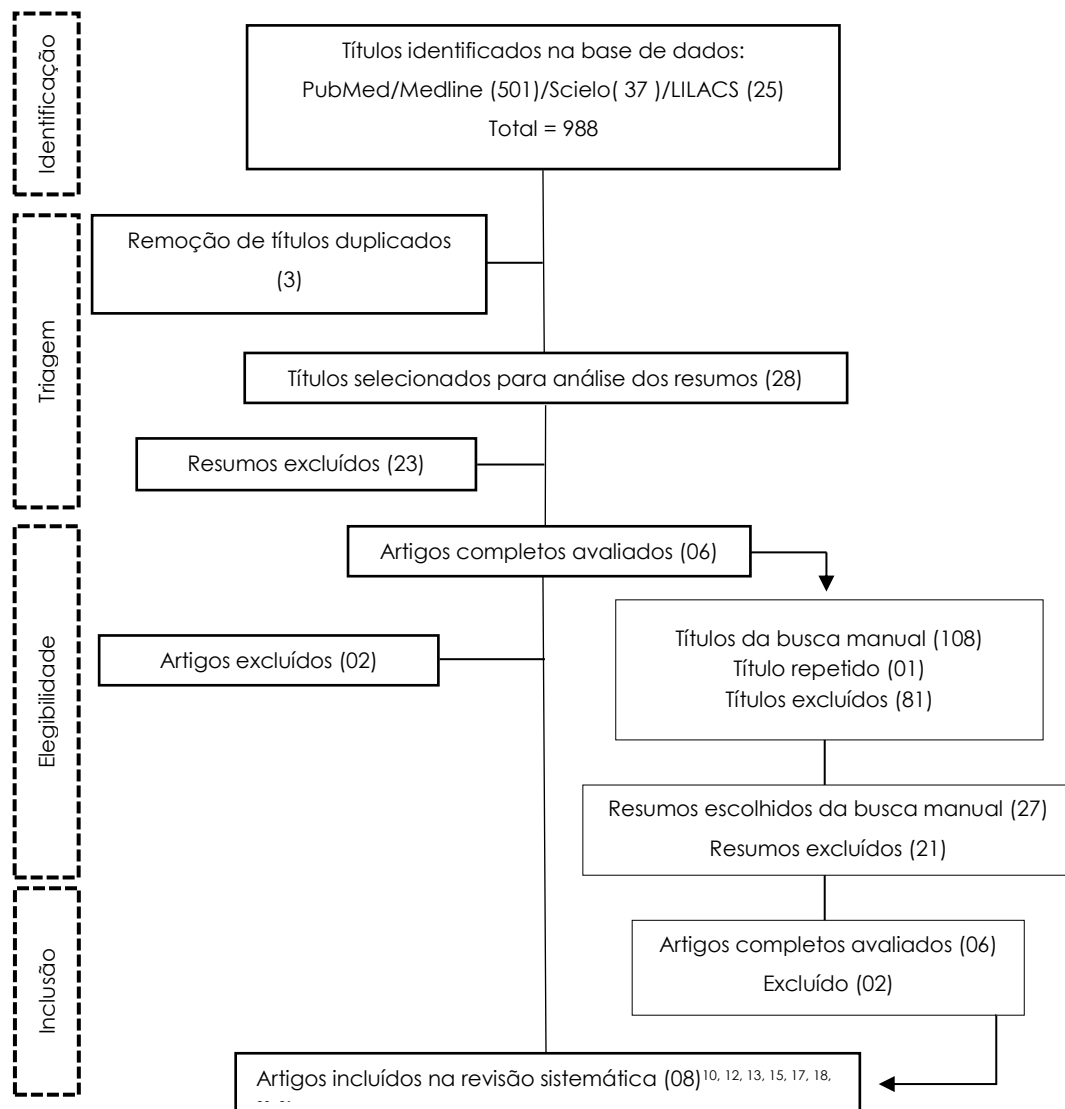 Identificação
Títulos identificados na base de dados:
PubMed/Medline (501)/Scielo( 37 )/LILACS (25)
Total = 988
Triagem
Remoção de títulos duplicados
(3)
Títulos selecionados para análise dos resumos (28)
Resumos excluídos (23)
Elegibilidade
Artigos completos avaliados (06)
Artigos excluídos (02)
Títulos da busca manual (108)
Título repetido (01)
Títulos excluídos (81)
Resumos escolhidos da busca manual (27)
Resumos excluídos (21)
Inclusão
Artigos completos avaliados (06)
Excluído (02)
Artigos incluídos na revisão sistemática (08)10, 12, 13, 15, 17, 18,